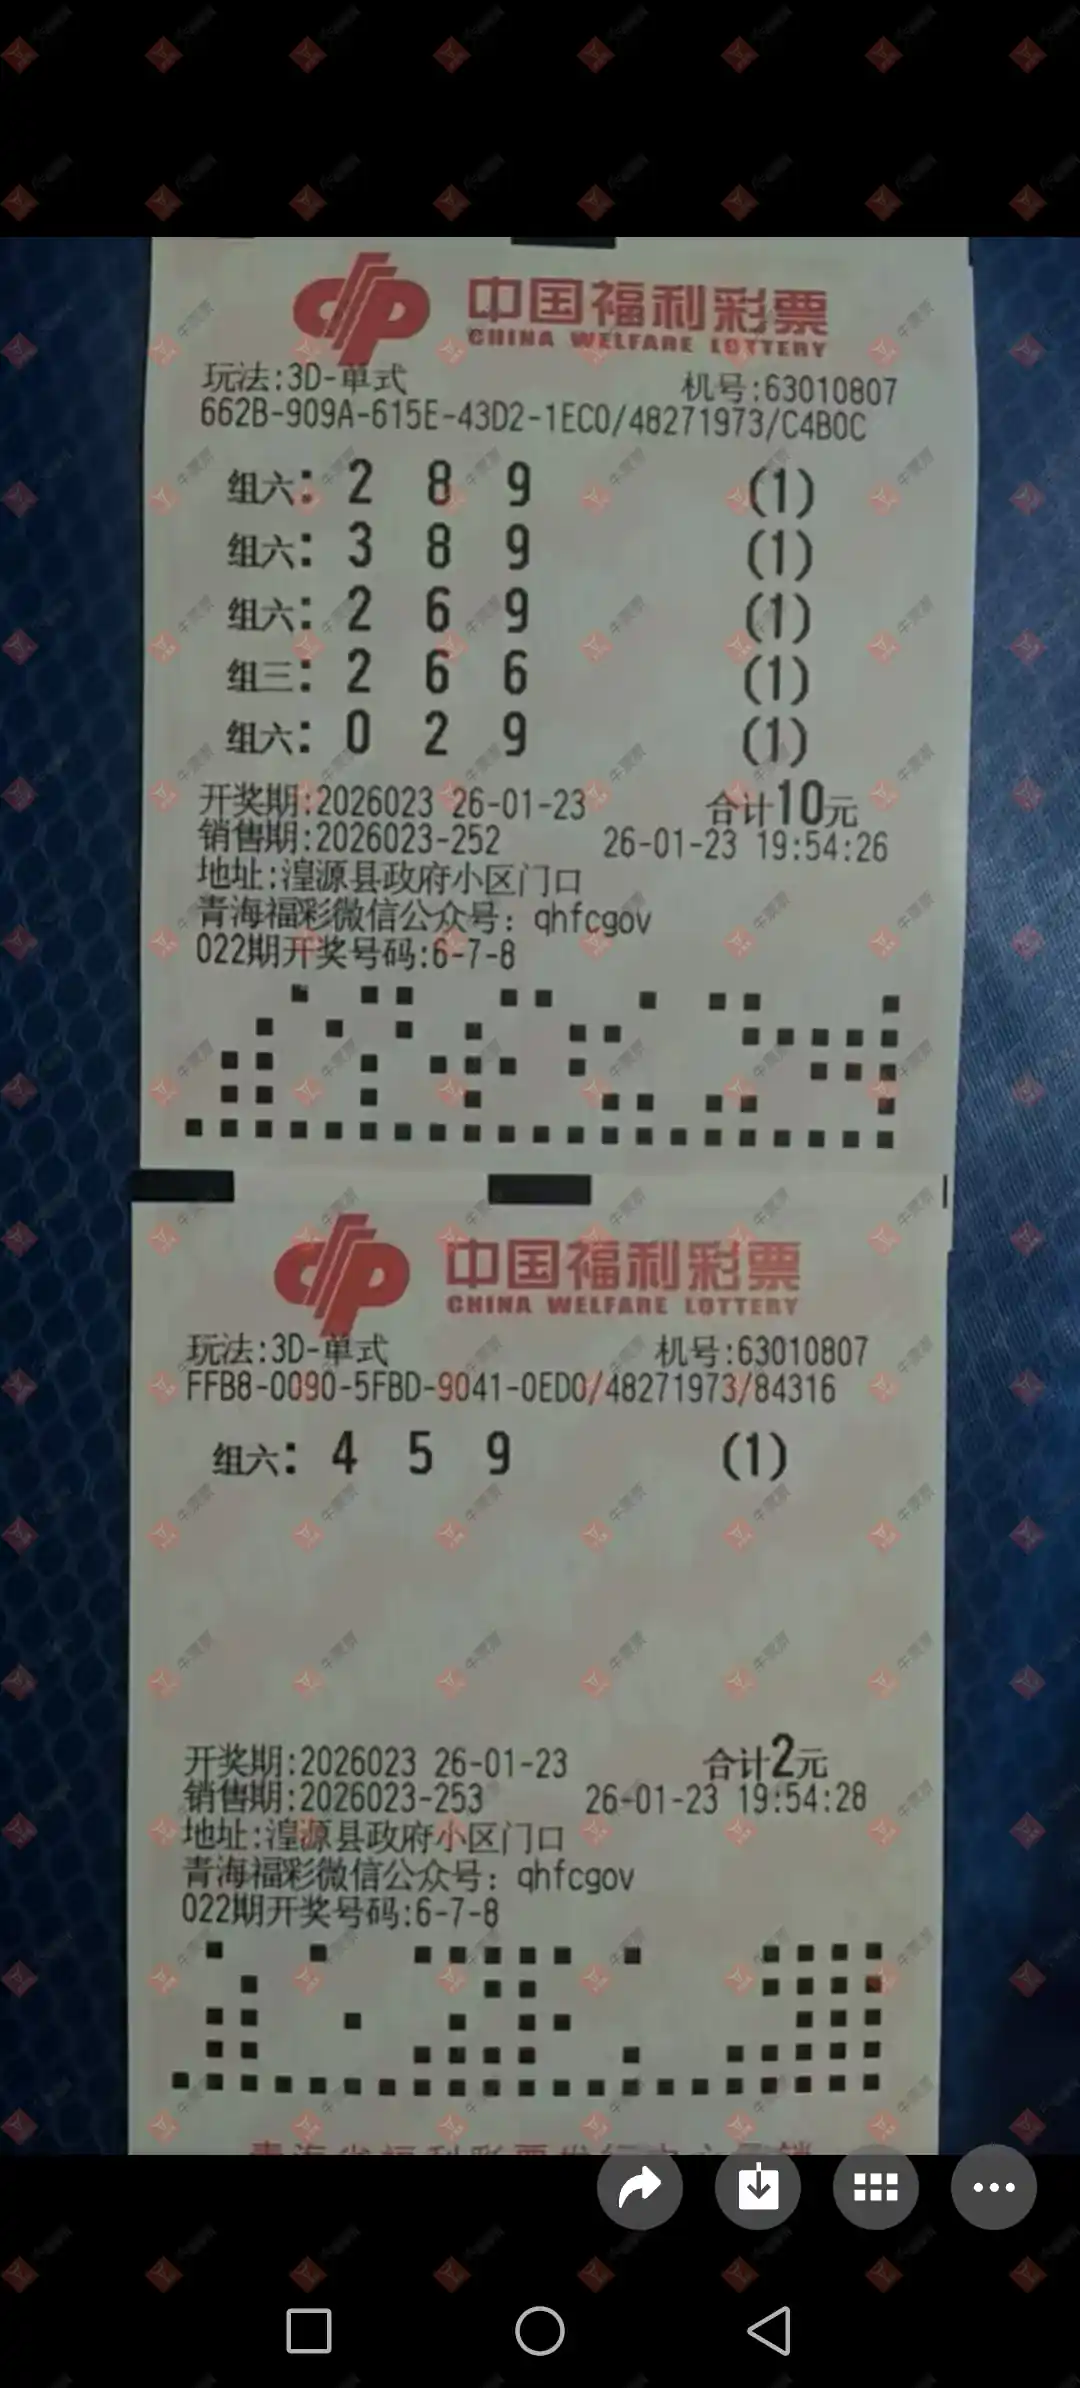 中国福利彩票
CHINA WELFARE LOTTERY
玩法:3D-单式 机号:63010807
662B-909A-615E-43D2-1EC0/48271973/C4B0C
组六: 2 8 9 (1)
组六: 3 8 9 (1)
组六: 2 6 9 (1)
组三: 2 6 6 (1)
组六: 0 2 9 (1)
开奖期:2026023 26-01-23 合计10元
销售期:2026023-252 26-01-23 19:54:26
地址:湟源县政府小区门口
青海福彩微信公众号: qhfcgov
022期开奖号码:6-7-8
中国福利彩票
CHINA WELFARE LOTTERY
玩法:3D-单式 机号:63010807
FFB8-0090-5FBD-9041-0ED0/48271973/84316
组六: 4 5 9 (1)
开奖期:2026023 26-01-23 合计2元
销售期:2026023-253 26-01-23 19:54:28
地址:湟源县政府小区门口
青海福彩微信公众号: qhfcgov
022期开奖号码:6-7-8